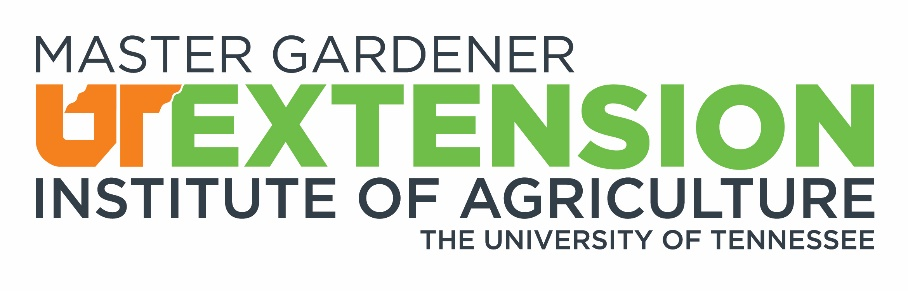 MASTER GARDENER
UTEXTENSION
INSTITUTE OF AGRICULTURE
THE UNIVERSITY OF TENNESSEE